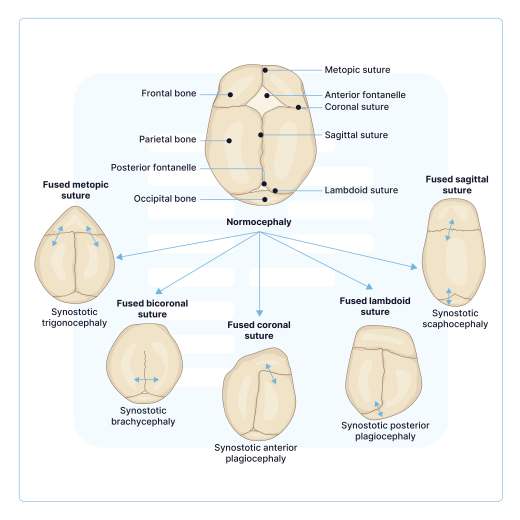 Metopic suture
Frontal bone
Anterior fontanelle
Coronal suture
Parietal bone
Sagittal suture
Posterior fontanelle
Lambdoid suture
Occipital bone
Normocephaly
Fused metopic
suture
Synostotic
trigonocephaly
Fused bicoronal
suture
Synostotic
brachycephaly
Fused coronal
suture
Synostotic anterior
plagiocephaly
Fused lambdoid
suture
Synostotic posterior
plagiocephaly
Fused sagittal
suture
Synostotic
scaphocephaly